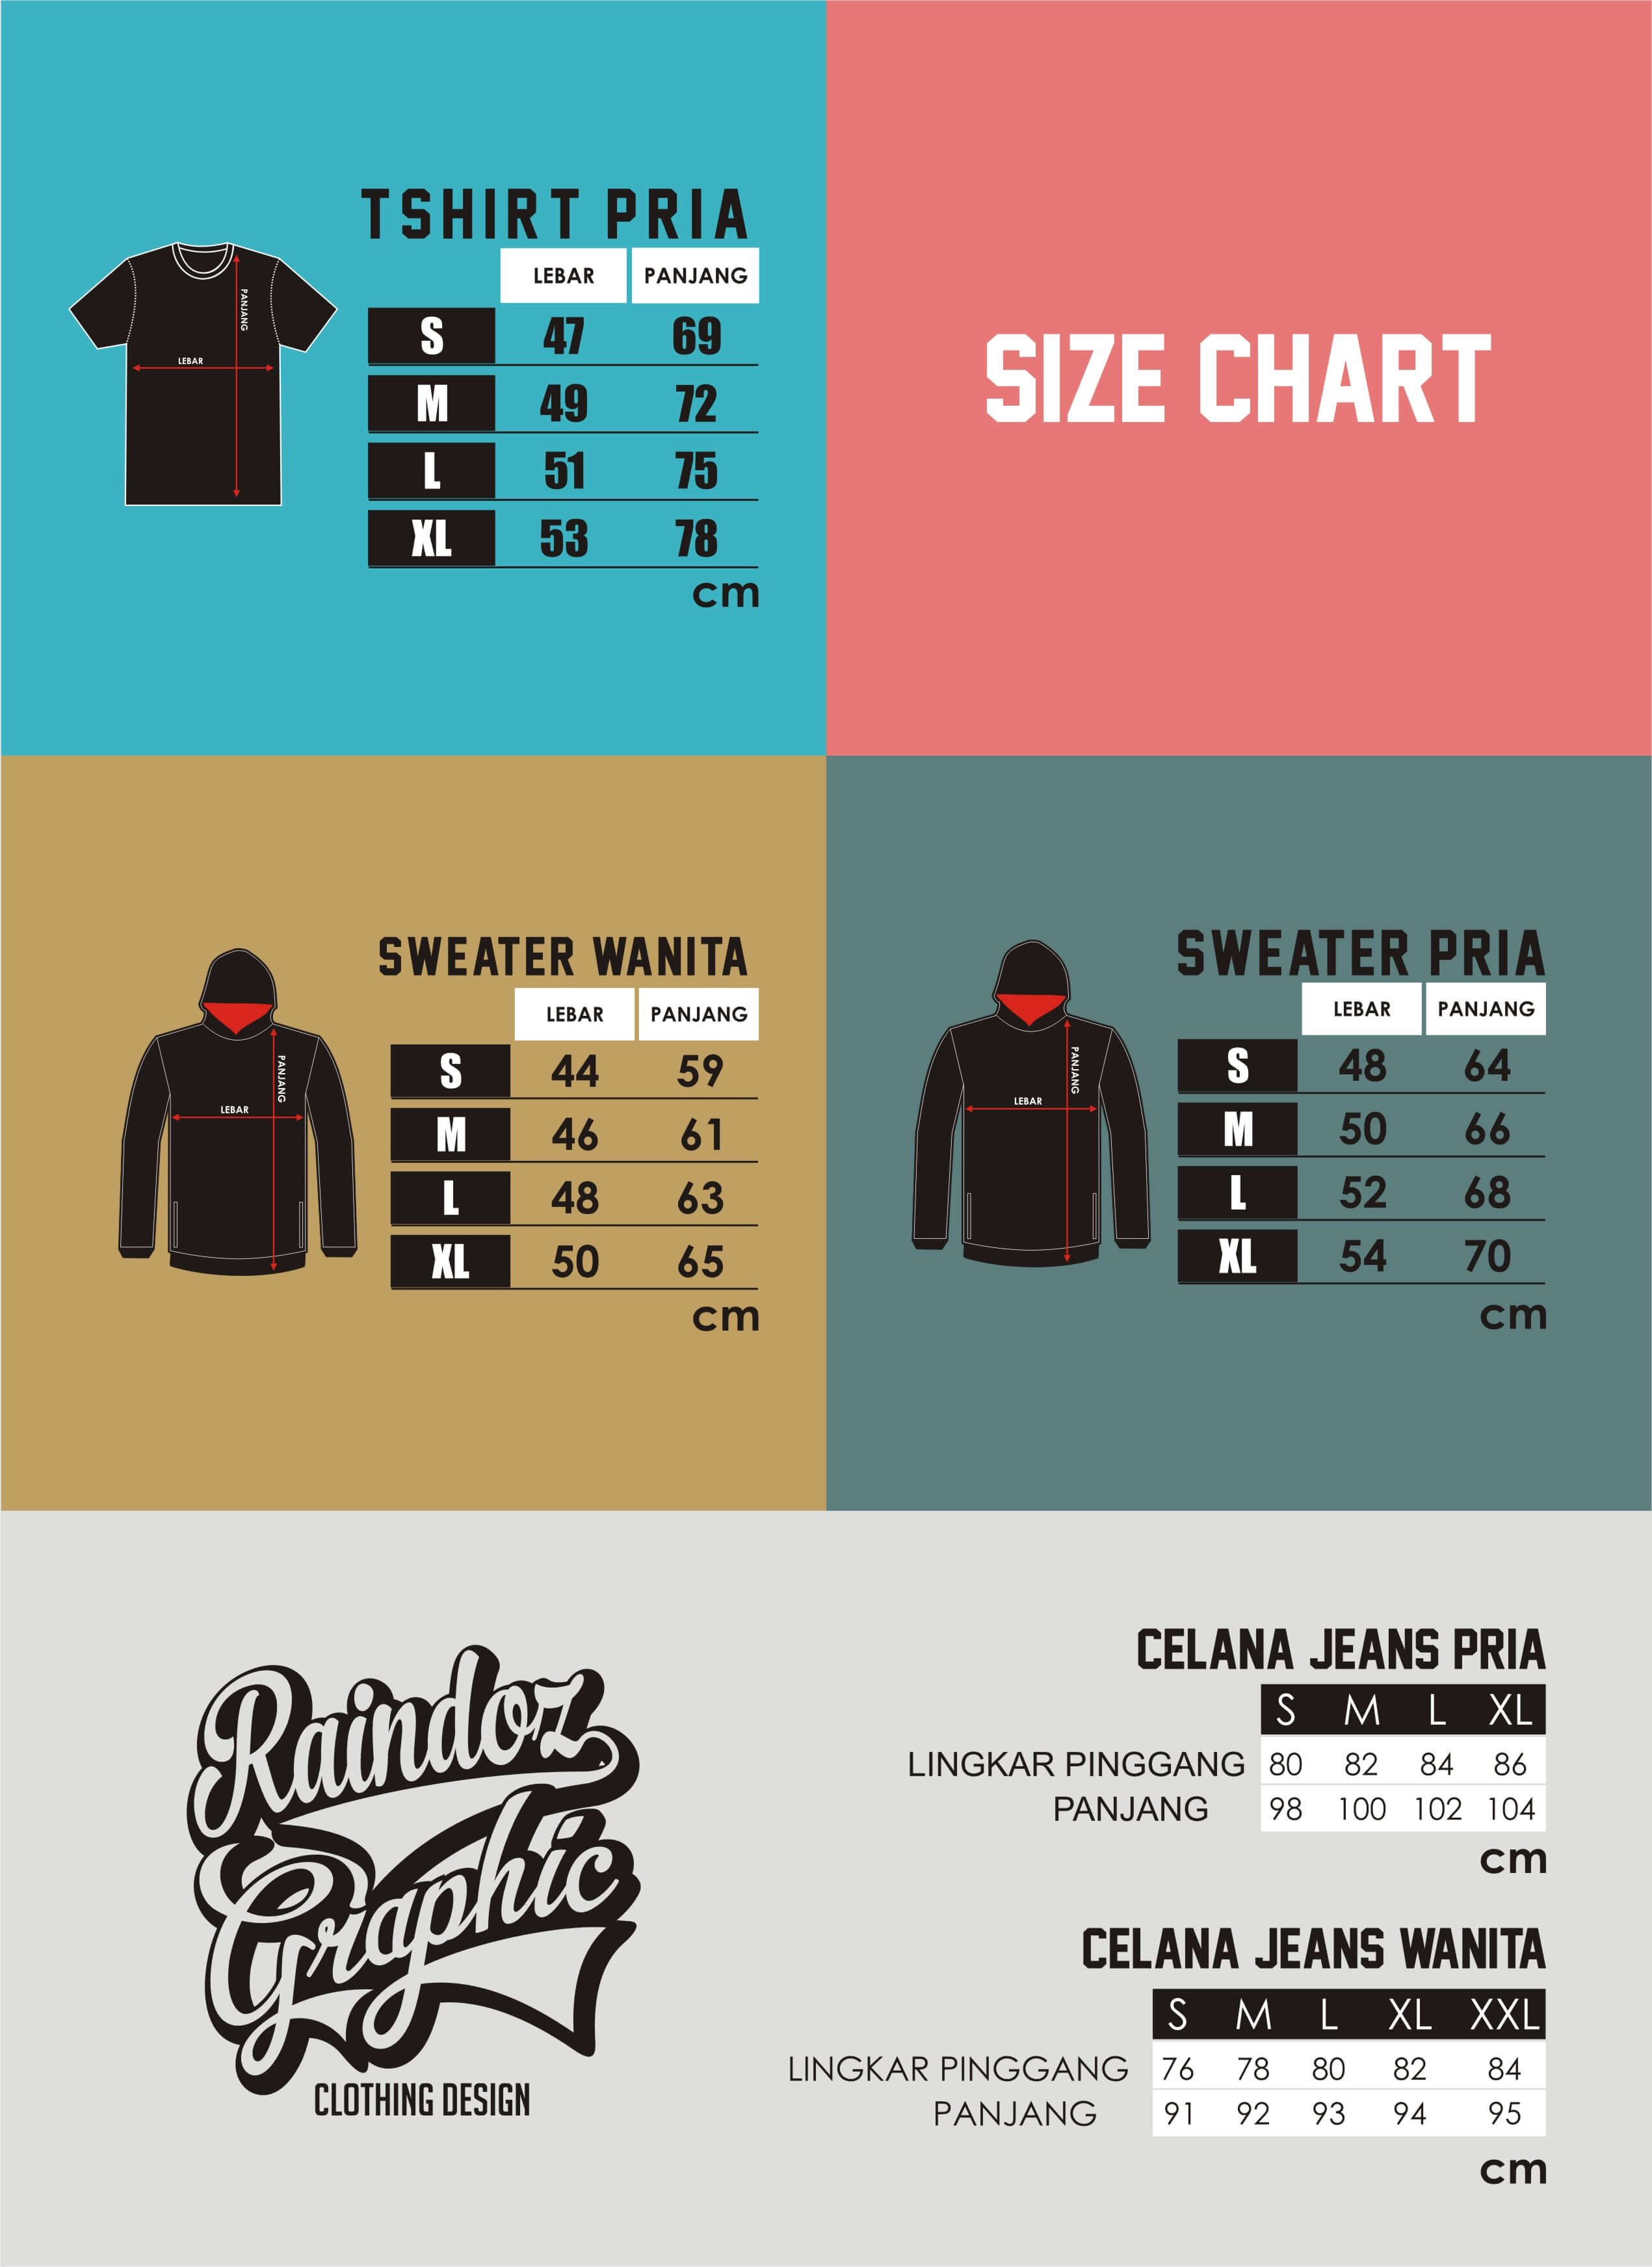 TSHIRT PRIA
LEBAR PANJANG
S 47 69
M 49 72
L 51 75
XL 53 78
cm
PANJANG
LEBAR
SIZE CHART
SWEATER WANITA
LEBAR PANJANG
S 44 59
M 46 61
L 48 63
XL 50 65
cm
PANJANG
LEBAR
SWEATER PRIA
LEBAR PANJANG
S 48 64
M 50 66
L 52 68
XL 54 70
cm
PANJANG
LEBAR
Raindoz
Graphic
CLOTHING DESIGN
CELANA JEANS PRIA
S M L XL
LINGKAR PINGGANG 80 82 84 86
PANJANG 98 100 102 104
cm
CELANA JEANS WANITA
S M L XL XXL
LINGKAR PINGGANG 76 78 80 82 84
PANJANG 91 92 93 94 95
cm